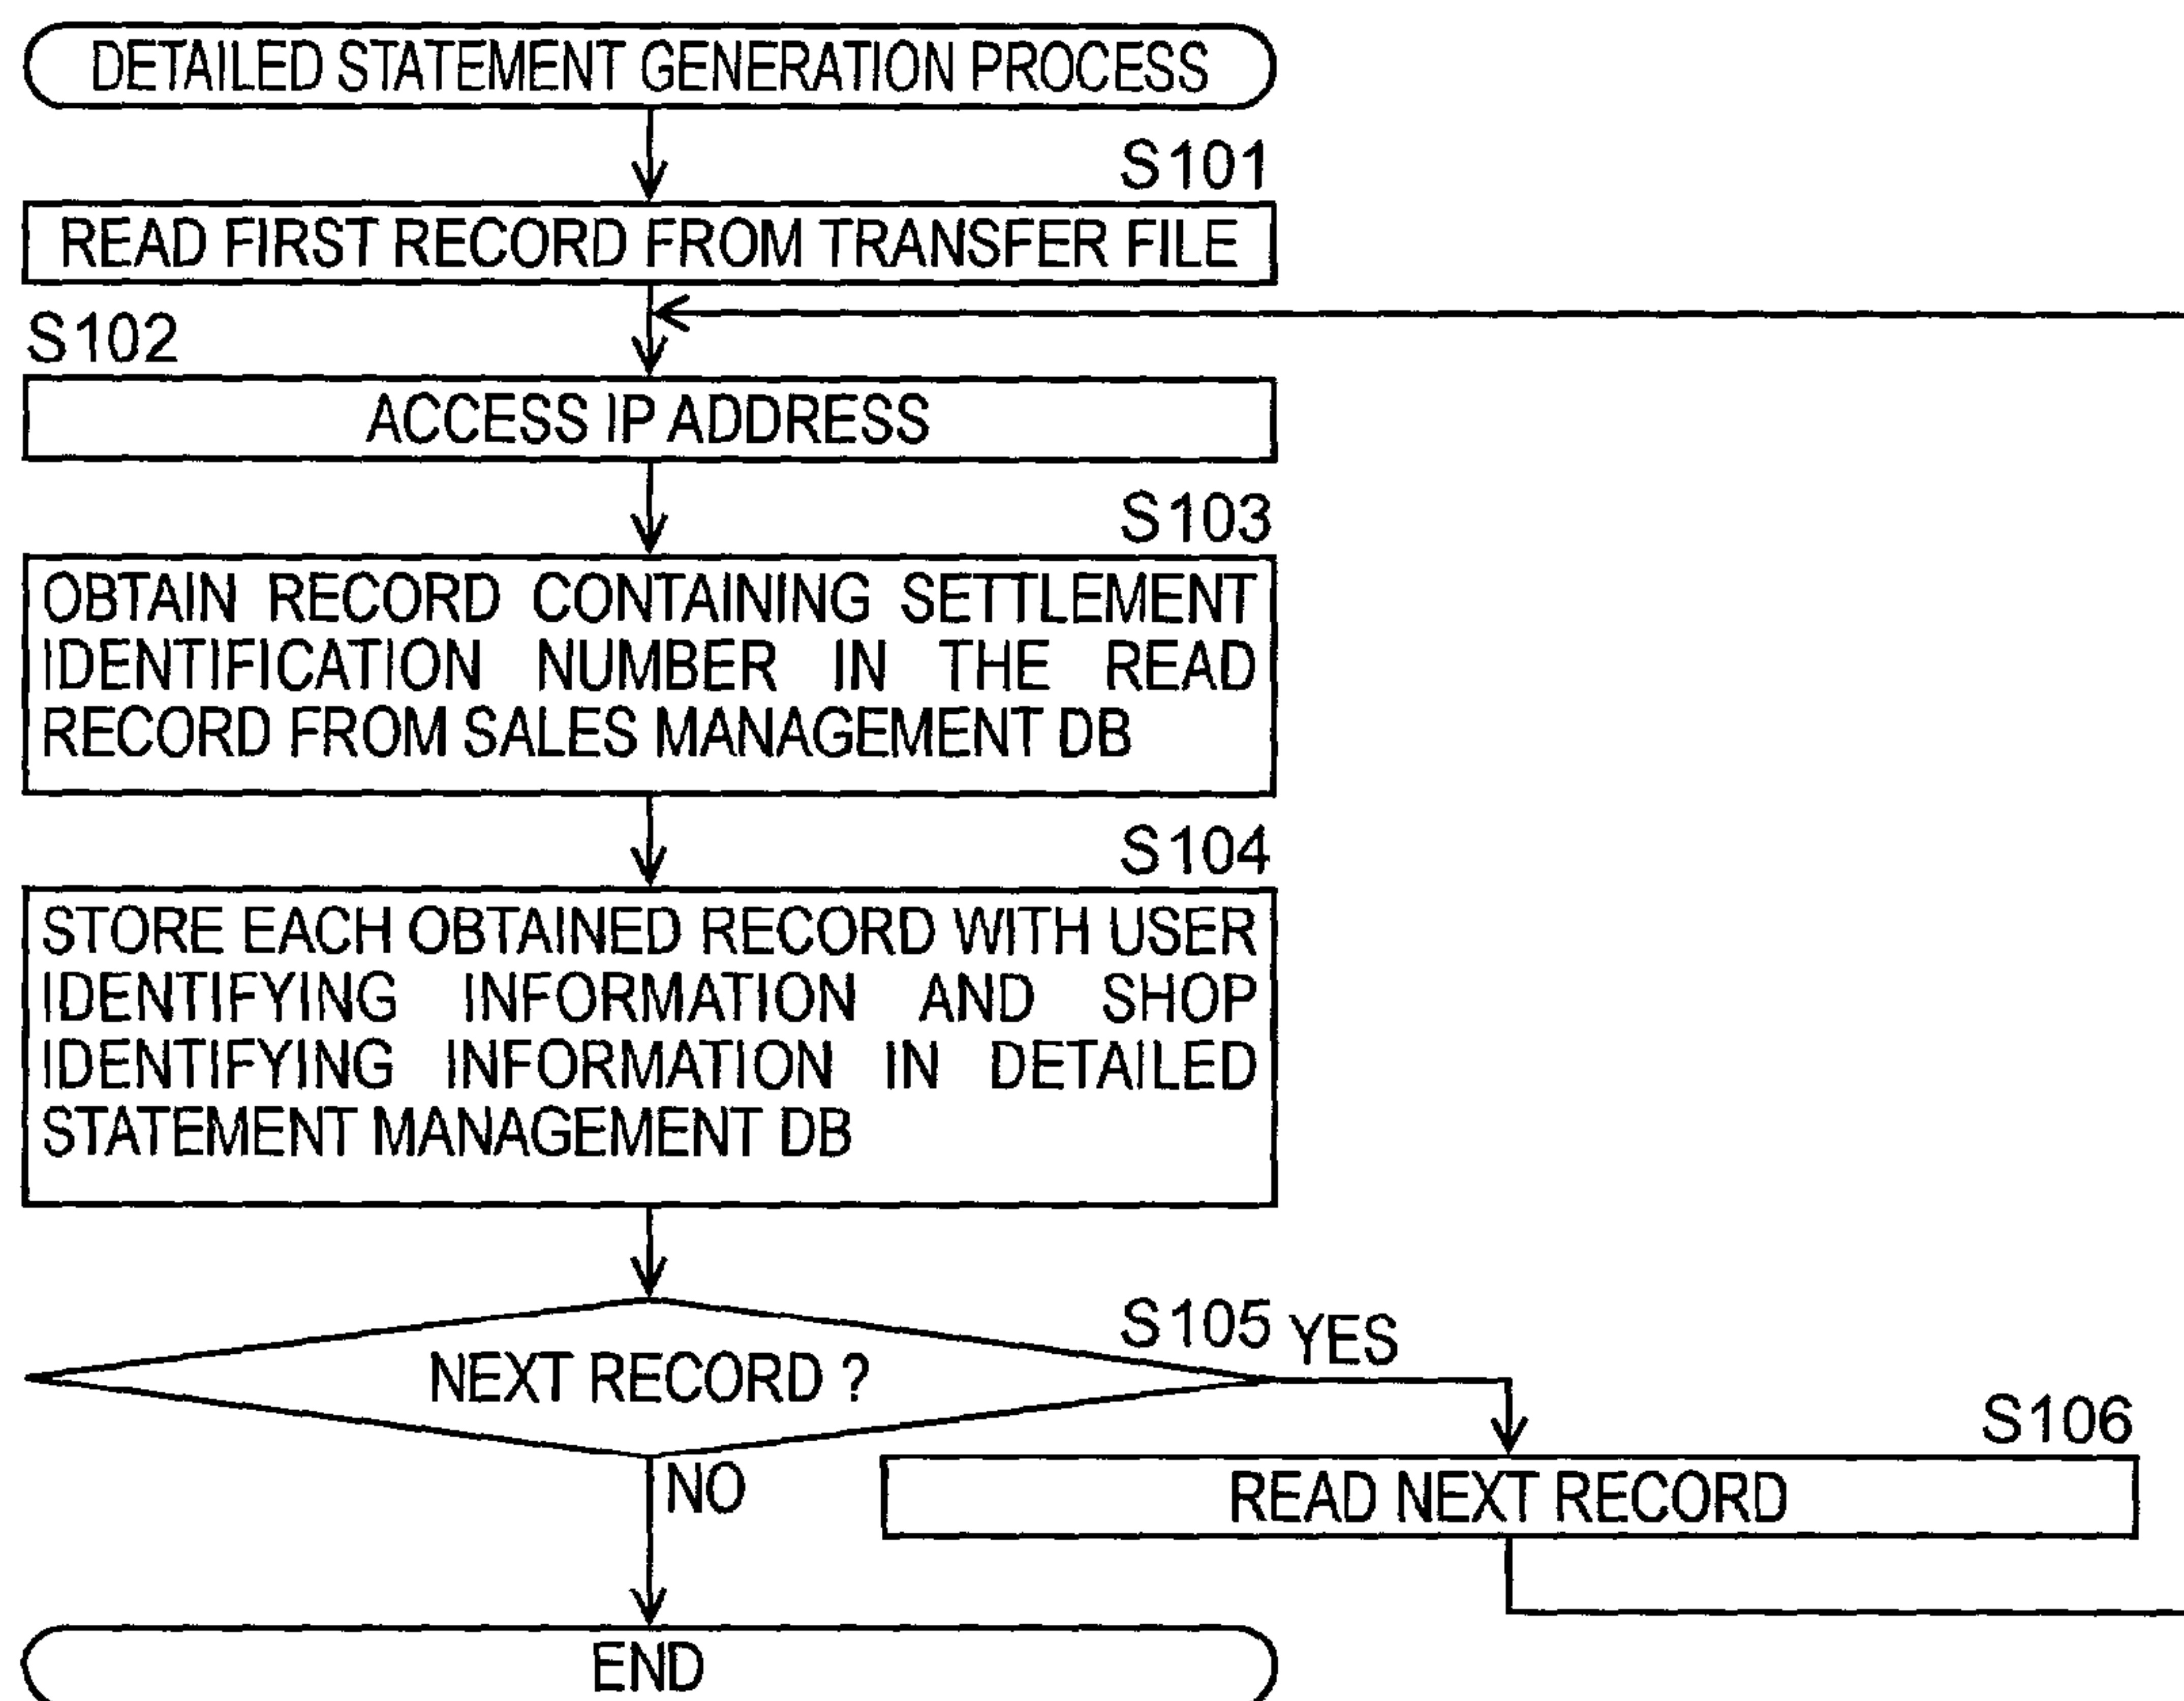 DETAILED STATEMENT GENERATION PROCESS
S101
READ FIRST RECORD FROM TRANSFER FILE
S102
ACCESS IP ADDRESS
S103
OBTAIN RECORD CONTAINING SETTLEMENT
IDENTIFICATION NUMBER IN THE READ
RECORD FROM SALES MANAGEMENT DB
S104
STORE EACH OBTAINED RECORD WITH USER
IDENTIFYING INFORMATION AND SHOP
IDENTIFYING INFORMATION IN DETAILED
STATEMENT MANAGEMENT DB
S105 YES
NEXT RECORD ?
S106
NO
READ NEXT RECORD
END